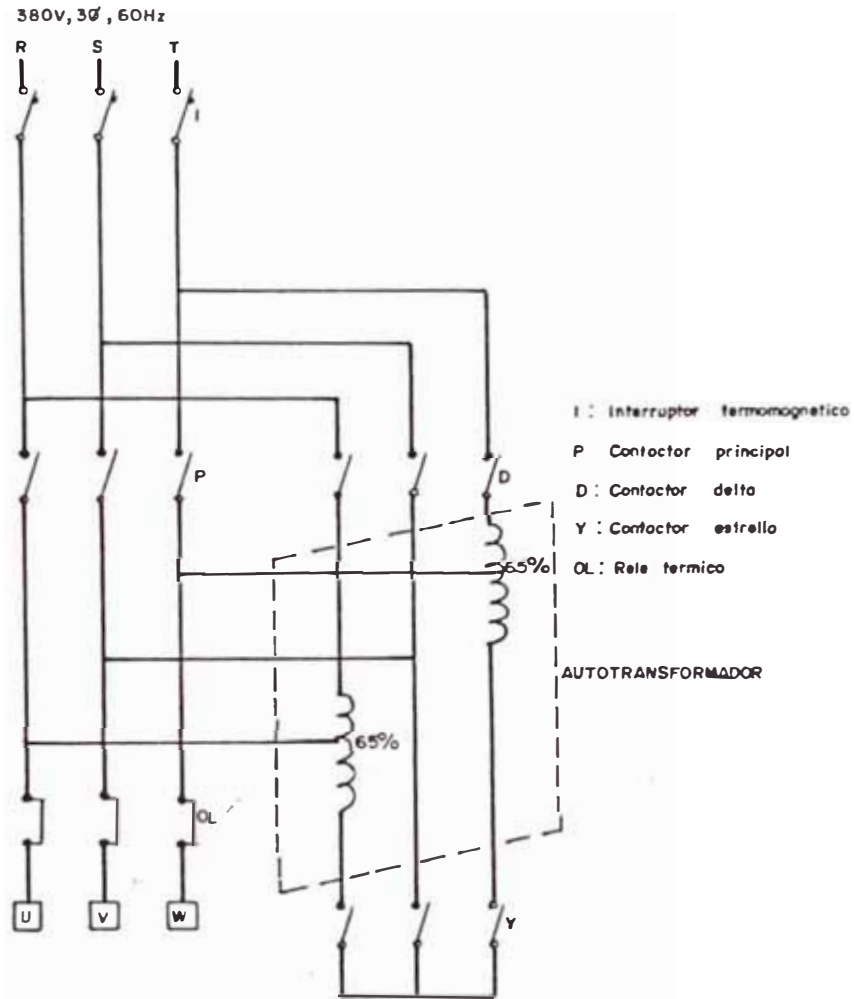 380V, 3Ø, 60Hz
R S T
I
P
D
65%
65%
OL
U V W
Y
I : Interruptor termomagnetico
P Contactor principal
D : Contactor delta
Y : Contactor estrella
OL : Rele termico
AUTOTRANSFORMADOR